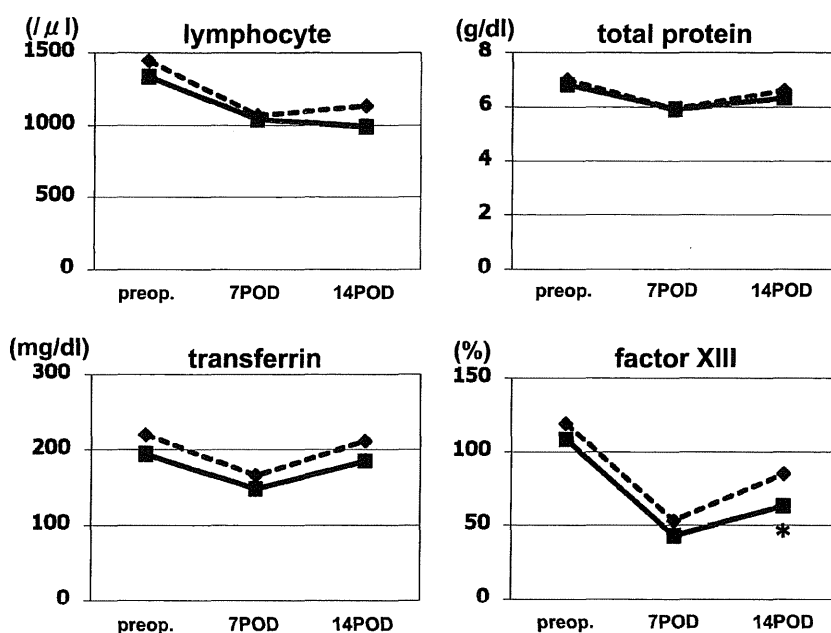 (/μl)
lymphocyte
1500
1000
500
0
preop. 7POD 14POD
(g/dl)
total protein
8
6
4
2
0
preop. 7POD 14POD
(mg/dl)
transferrin
300
200
100
0
preop. 7POD 14POD
(%)
factor XIII
150
100
50
0
*
preop. 7POD 14POD